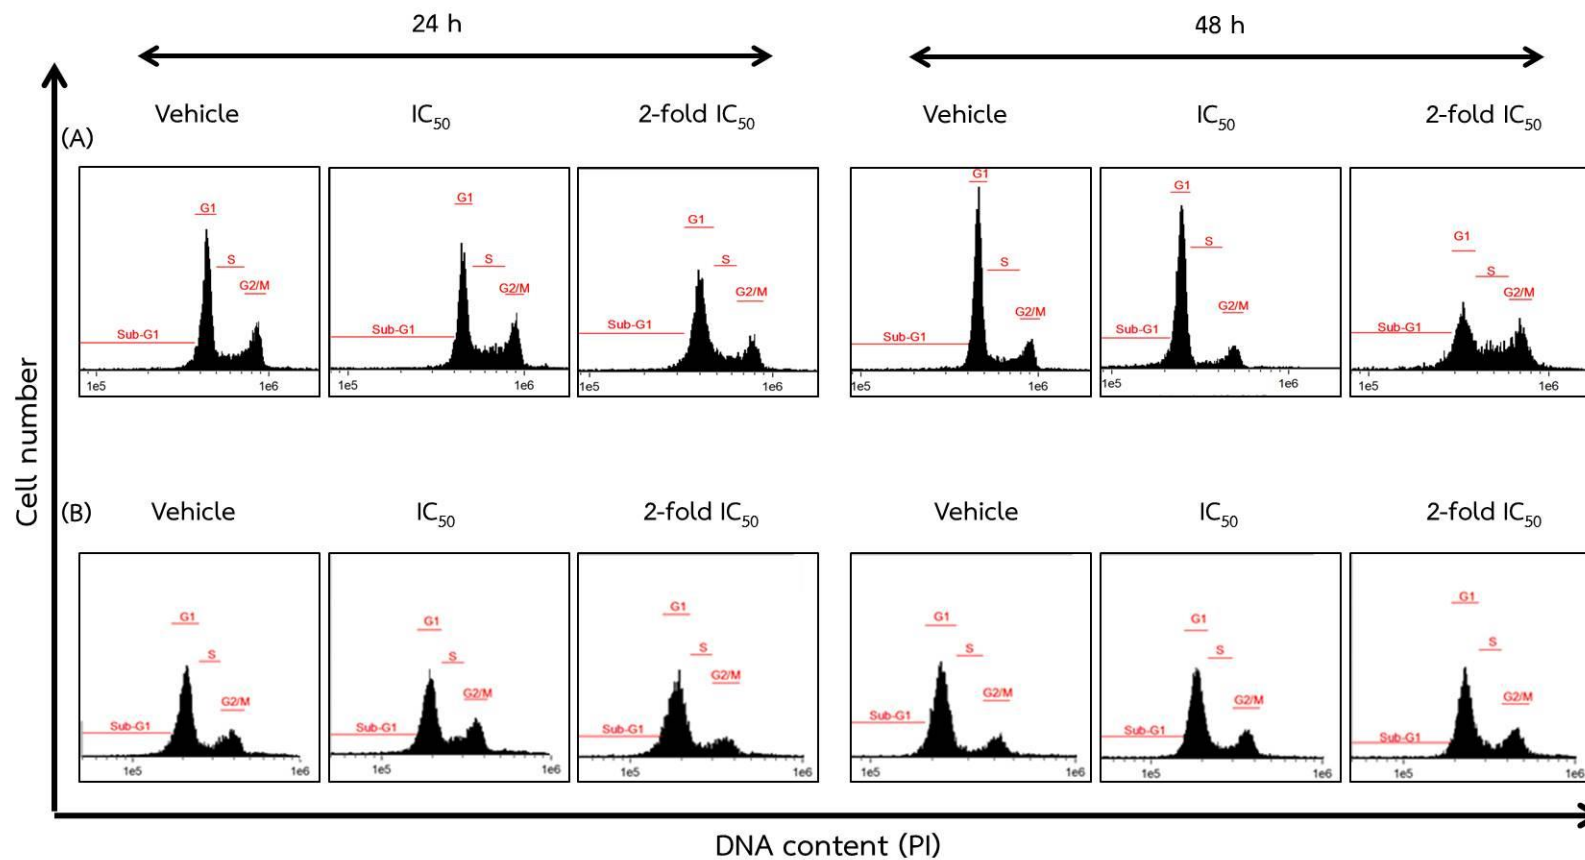 24 h
48 h
Vehicle
IC50
2-fold IC50
Vehicle
IC50
2-fold IC50
(A)
G1
S
G2/M
Sub-G1
1e5
1e6
G1
S
G2/M
Sub-G1
1e5
1e6
G1
S
G2/M
Sub-G1
1e5
1e6
G1
S
G2/M
Sub-G1
1e5
1e6
G1
S
G2/M
Sub-G1
1e5
1e6
G1
S
G2/M
Sub-G1
1e5
1e6
Cell number
(B)
Vehicle
IC50
2-fold IC50
Vehicle
IC50
2-fold IC50
G1
S
G2/M
Sub-G1
1e5
1e6
G1
S
G2/M
Sub-G1
1e5
1e6
G1
S
G2/M
Sub-G1
1e5
1e6
G1
S
G2/M
Sub-G1
1e5
1e6
G1
S
G2/M
Sub-G1
1e5
1e6
G1
S
G2/M
Sub-G1
1e5
1e6
DNA content (PI)